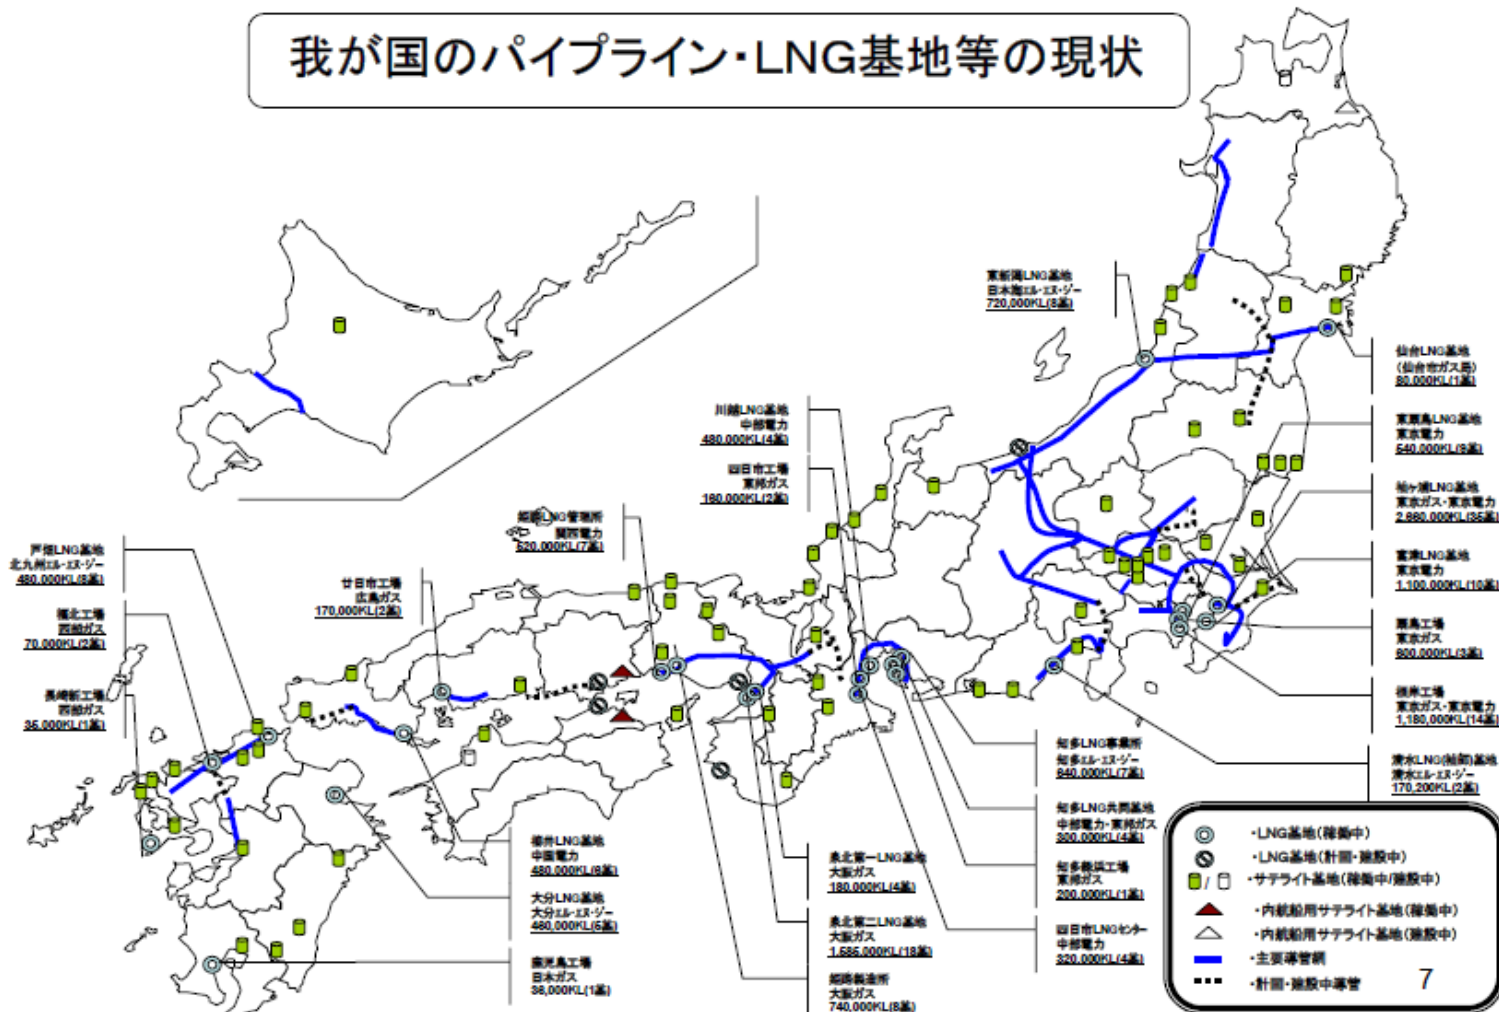 我が国のパイプライン・LNG基地等の現状
東新潟LNG基地
日本海エル・エヌ・ジー
720,000KL(8基)
仙台LNG基地
(仙台市ガス局)
80,000KL(1基)
川越LNG基地
中部電力
480,000KL(4基)
東扇島LNG基地
東京電力
540,000KL(9基)
四日市工場
東邦ガス
160,000KL(2基)
袖ヶ浦LNG基地
東京ガス・東京電力
2,660,000KL(35基)
姫路LNG管理所
関西電力
520,000KL(7基)
戸畑LNG基地
北九州エル・エヌ・ジー
480,000KL(8基)
富津LNG基地
東京電力
1,100,000KL(10基)
廿日市工場
広島ガス
170,000KL(2基)
福北工場
西部ガス
70,000KL(2基)
扇島工場
東京ガス
600,000KL(3基)
長崎新工場
西部ガス
35,000KL(1基)
根岸工場
東京ガス・東京電力
1,180,000KL(14基)
知多LNG事業所
知多エル・エヌ・ジー
640,000KL(7基)
清水LNG(袖師)基地
清水エル・エヌ・ジー
170,200KL(2基)
知多LNG共同基地
中部電力・東邦ガス
300,000KL(4基)
柳井LNG基地
中国電力
480,000KL(6基)
泉北第一LNG基地
大阪ガス
180,000KL(4基)
知多緑浜工場
東邦ガス
200,000KL(1基)
大分LNG基地
大分エル・エヌ・ジー
460,000KL(5基)
泉北第二LNG基地
大阪ガス
1,585,000KL(18基)
四日市LNGセンター
中部電力
320,000KL(4基)
鹿児島工場
日本ガス
36,000KL(1基)
姫路製造所
大阪ガス
740,000KL(8基)
・LNG基地(稼働中)
・LNG基地(計画・建設中)
/ ・サテライト基地(稼働中/建設中)
・内航船用サテライト基地(稼働中)
・内航船用サテライト基地(建設中)
・主要導管網
・計画・建設中導管
7